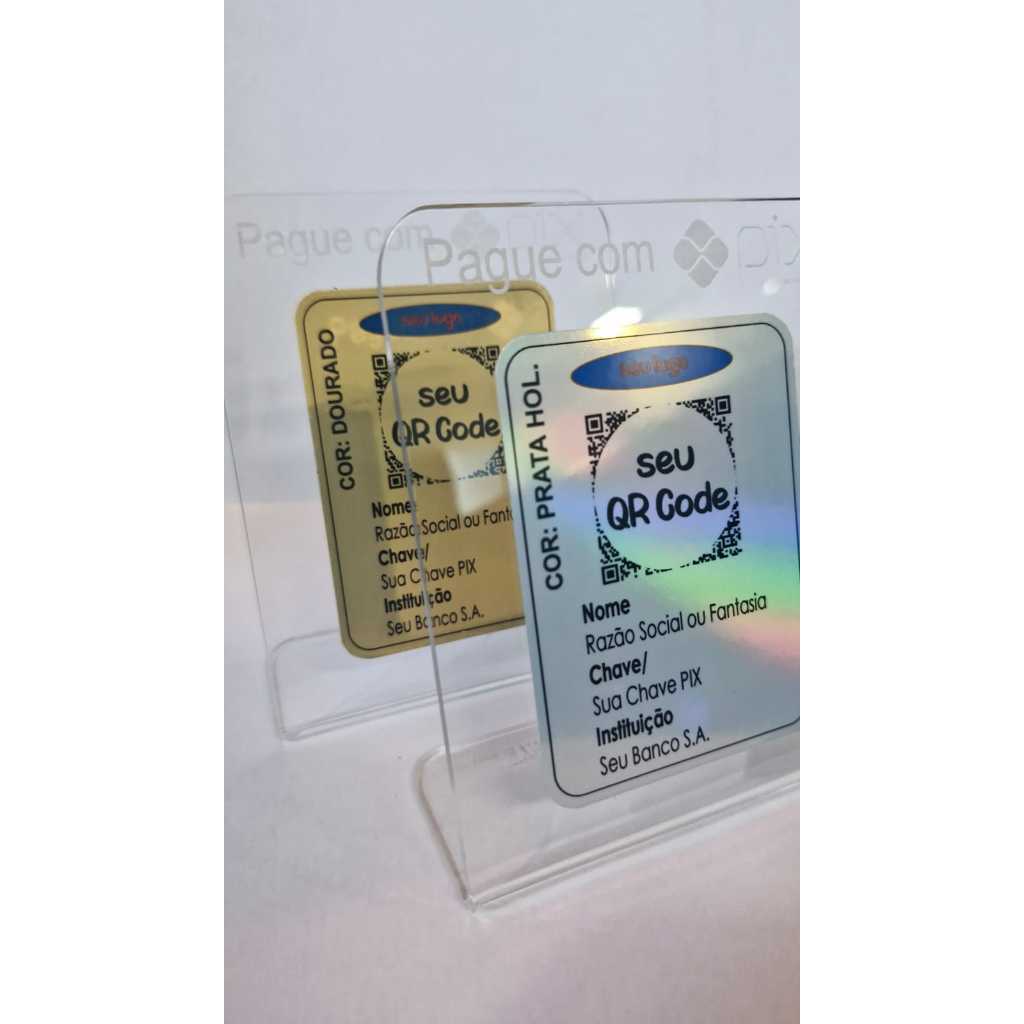 Pague com pix
COR: DOURADO
seu logo
seu
QR Code
Nome
Razão Social ou Fant
Chave/
Sua Chave PIX
Instituição
Seu Banco S.A.
Pague com pix
COR: PRATA HOL.
seu logo
seu
QR Code
Nome
Razão Social ou Fantasia
Chave/
Sua Chave PIX
Instituição
Seu Banco S.A.